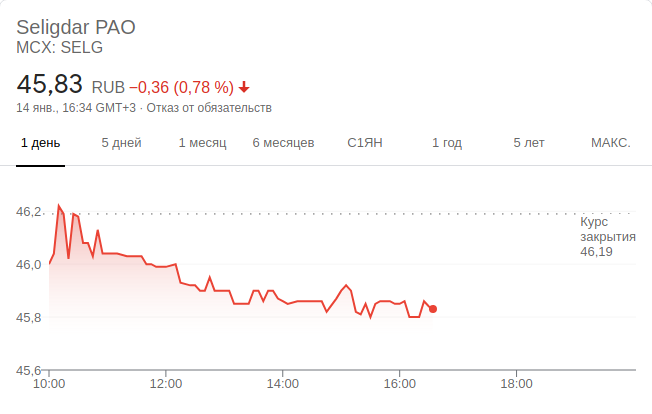 Seligdar PAO
MCX: SELG
45,83 RUB −0,36 (0,78 %)
14 янв., 16:34 GMT+3 · Отказ от обязательств
1 день 5 дней 1 месяц 6 месяцев С1ЯН 1 год 5 лет МАКС.
46,2
Курс
закрытия
46,19
46,0
45,8
45,6
10:00 12:00 14:00 16:00 18:00